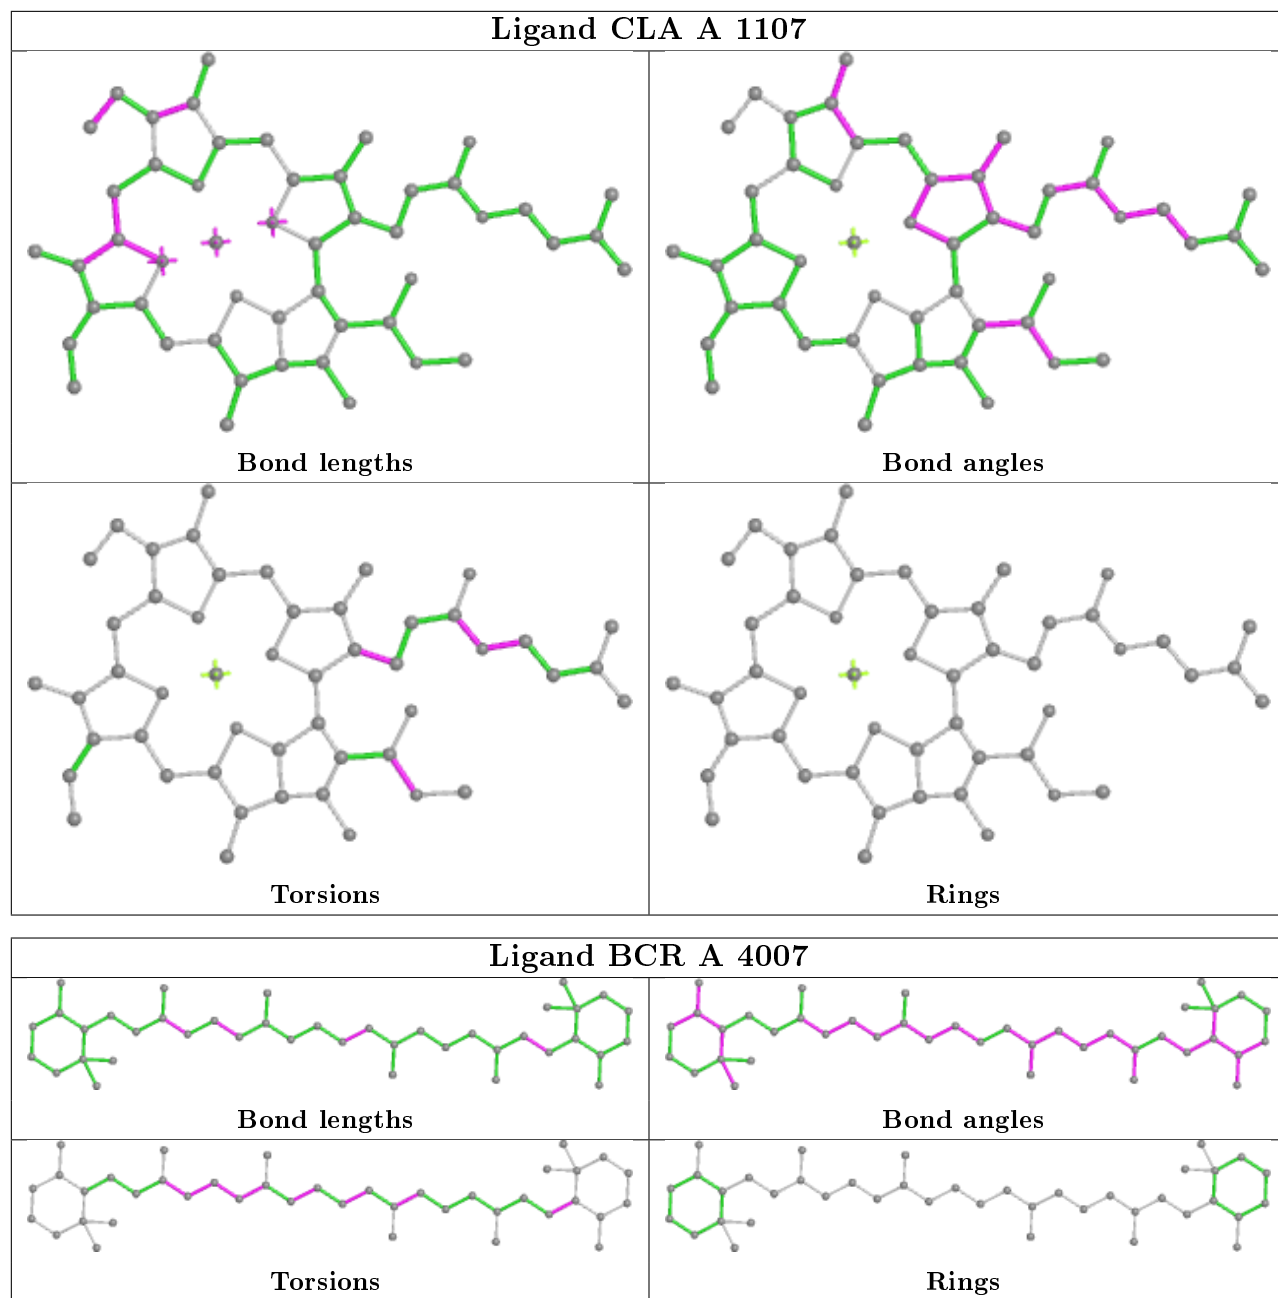 Ligand CLA A 1107
Bond lengths
Bond angles
Torsions
Rings
Ligand BCR A 4007
Bond lengths
Bond angles
Torsions
Rings